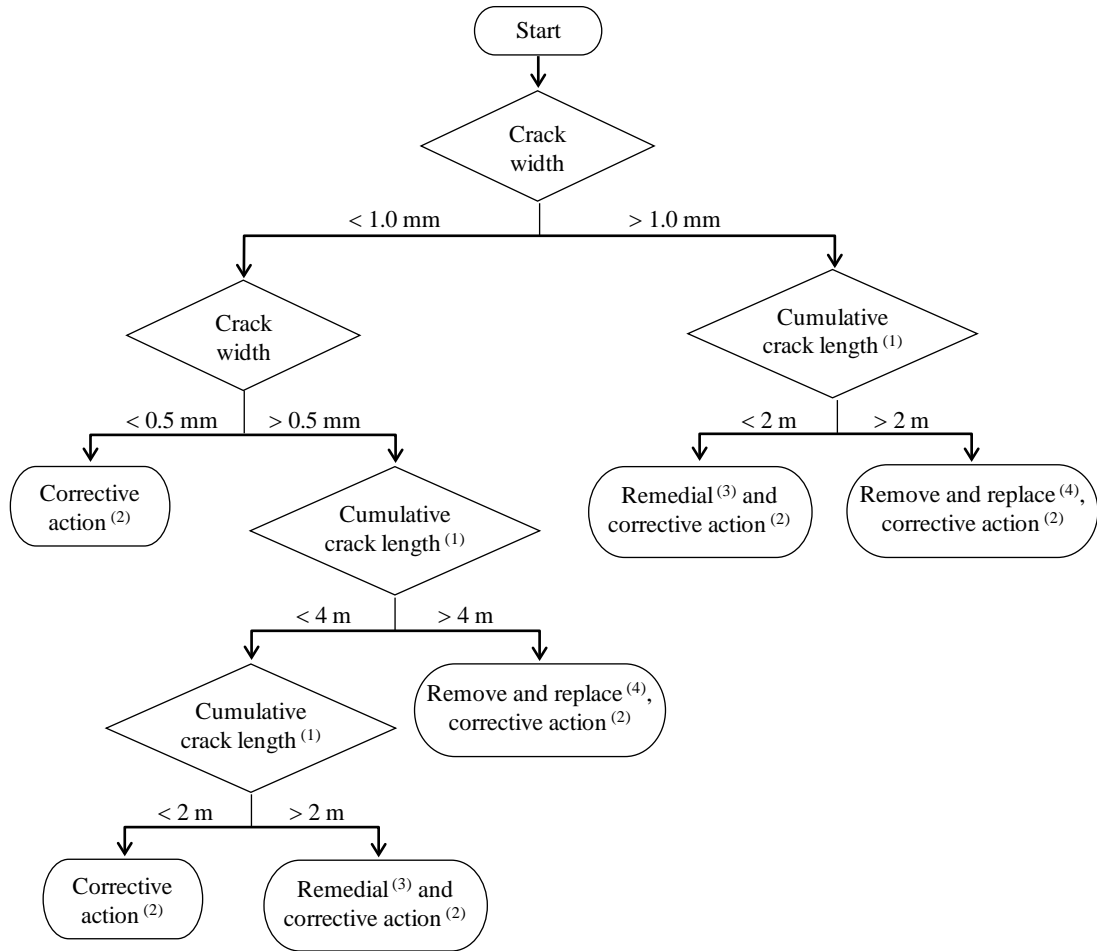 Start
Crack
width
< 1.0 mm
> 1.0 mm
Crack
width
Cumulative
crack length (1)
< 0.5 mm
> 0.5 mm
< 2 m
> 2 m
Corrective
action (2)
Cumulative
crack length (1)
Remedial (3) and
corrective action (2)
Remove and replace (4),
corrective action (2)
< 4 m
> 4 m
Cumulative
crack length (1)
Remove and replace (4),
corrective action (2)
< 2 m
> 2 m
Corrective
action (2)
Remedial (3) and
corrective action (2)